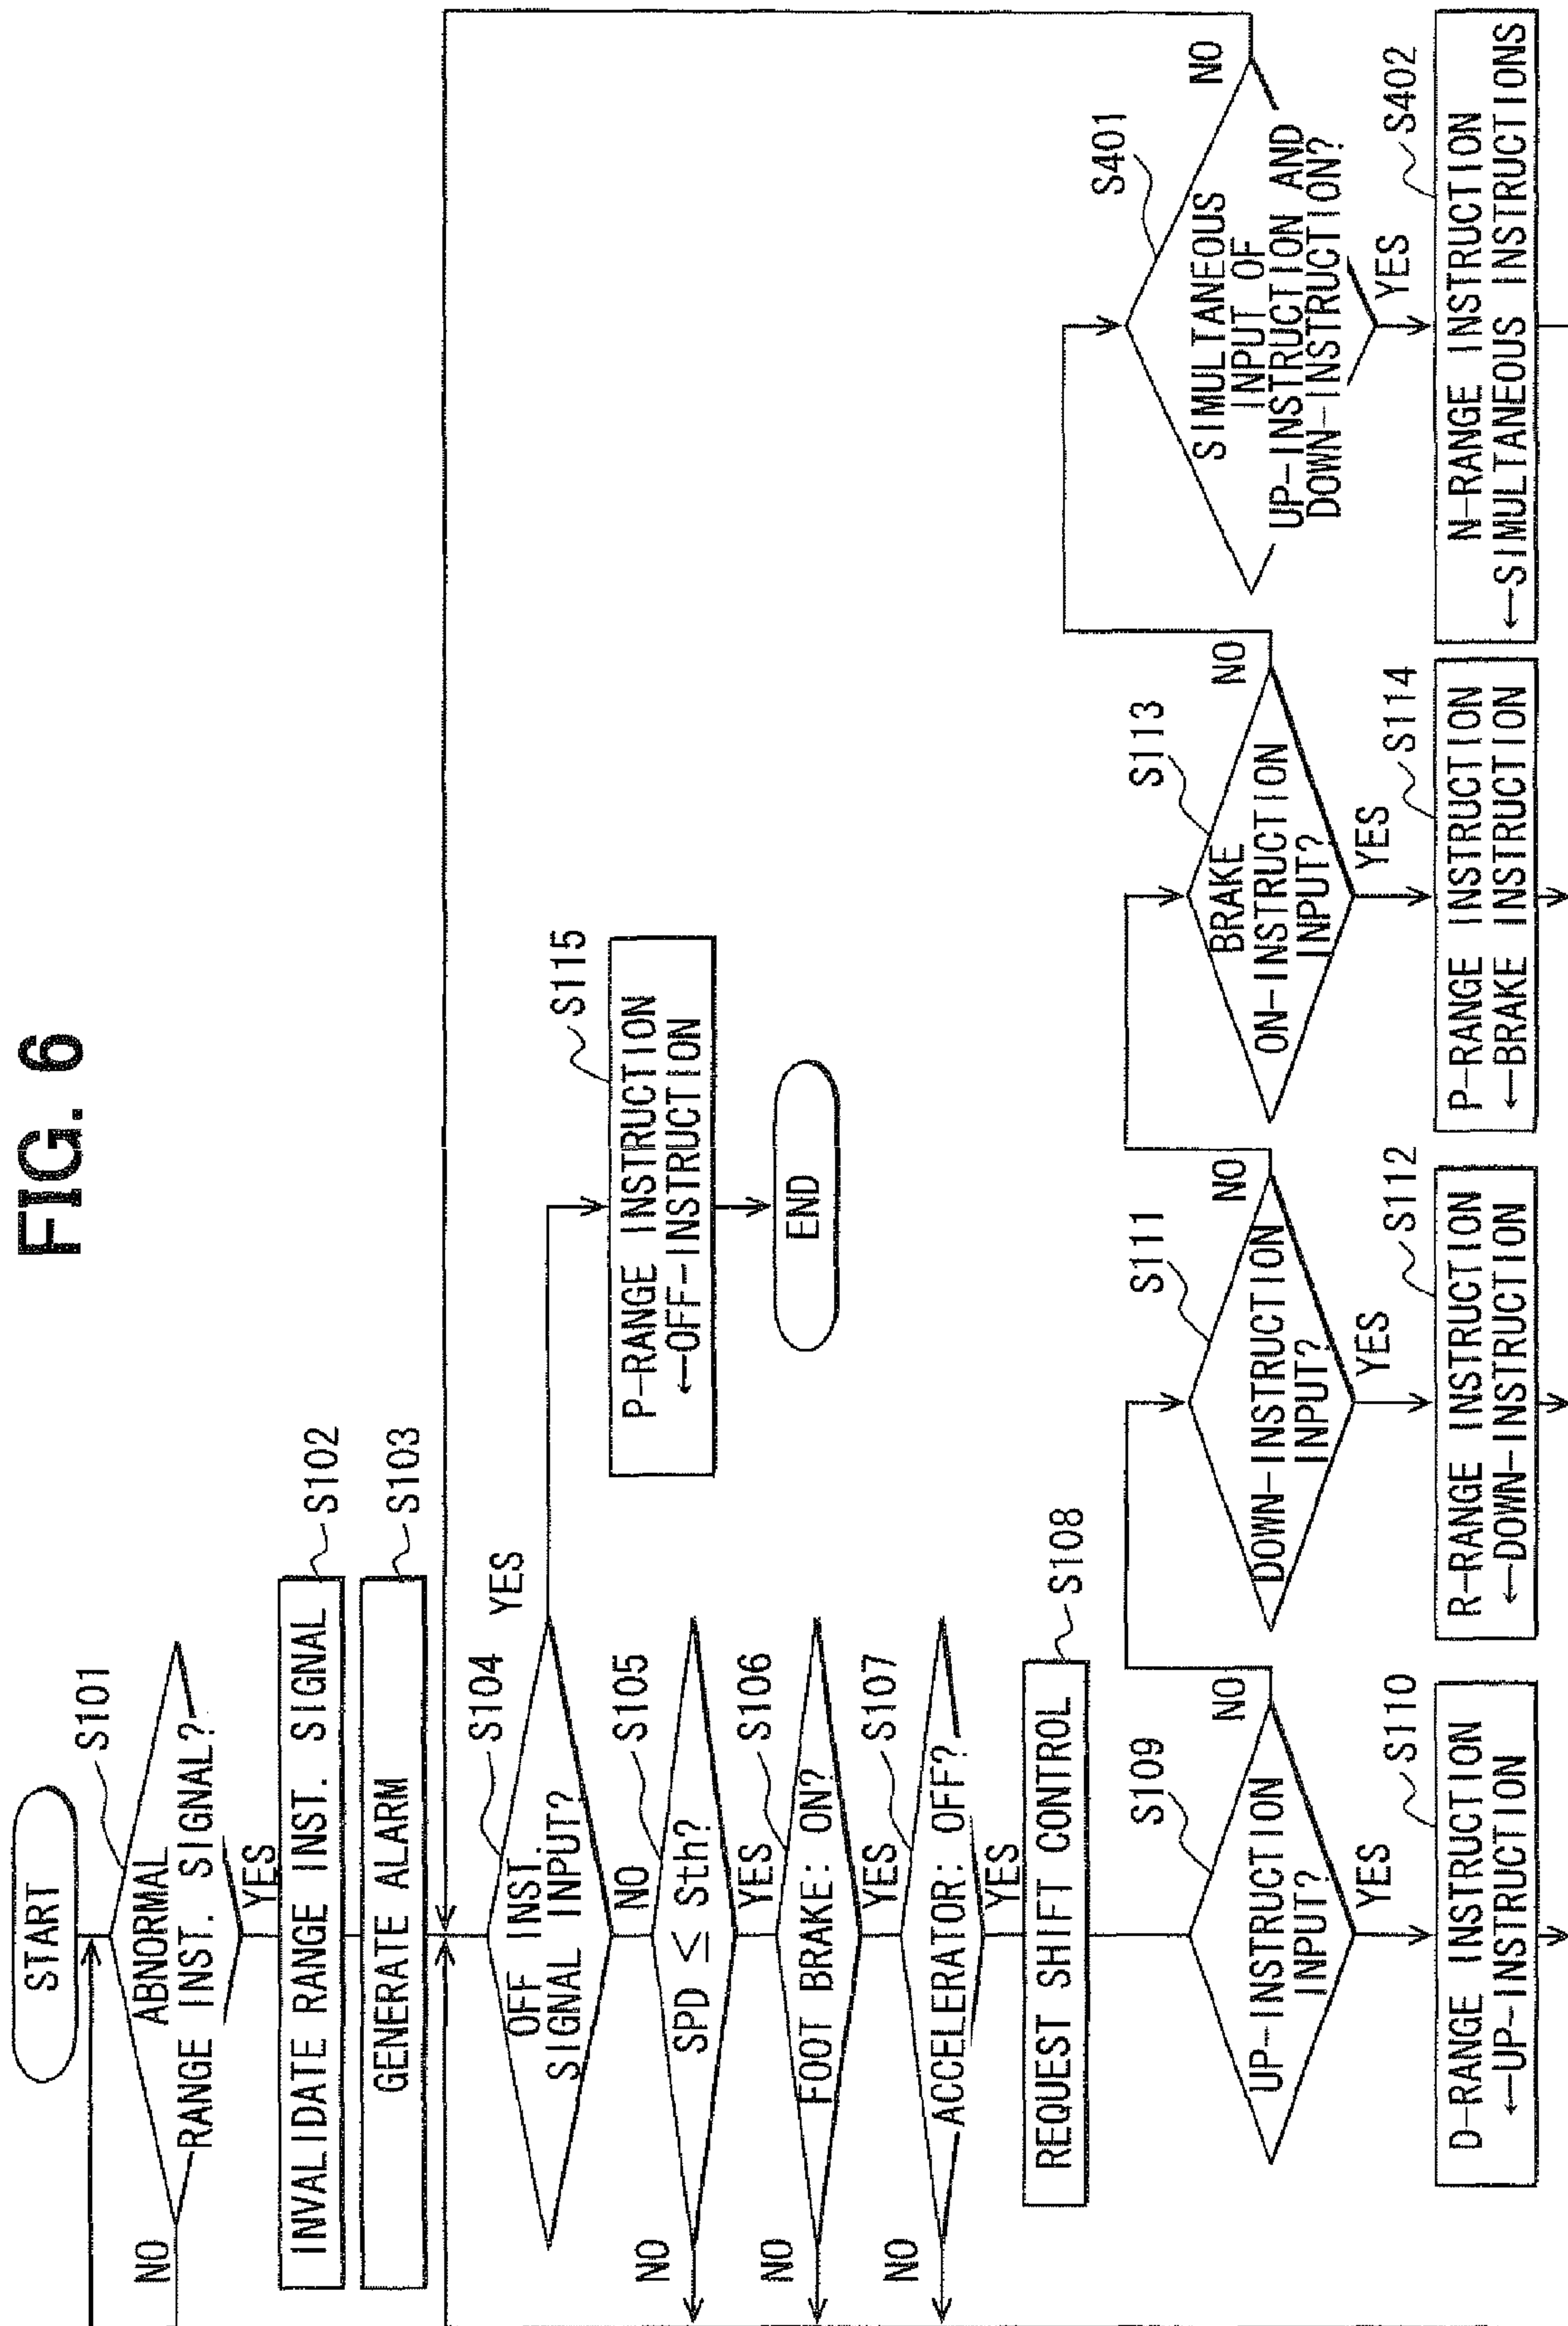 FIG. 6
START
S101
ABNORMAL
RANGE INST. SIGNAL?
NO
YES
S102
INVALIDATE RANGE INST. SIGNAL
S103
GENERATE ALARM
S104
OFF INST.
SIGNAL INPUT?
YES
NO
S115
P-RANGE INSTRUCTION
←OFF-INSTRUCTION
END
S105
SPD ≤ Sth?
NO
YES
S106
FOOT BRAKE: ON?
NO
YES
S107
ACCELERATOR: OFF?
NO
YES
S108
REQUEST SHIFT CONTROL
S109
UP-INSTRUCTION
INPUT?
NO
YES
S110
D-RANGE INSTRUCTION
←UP-INSTRUCTION
S111
DOWN-INSTRUCTION
INPUT?
NO
YES
S112
R-RANGE INSTRUCTION
←DOWN-INSTRUCTION
S113
BRAKE
ON-INSTRUCTION
INPUT?
NO
YES
S114
P-RANGE INSTRUCTION
←BRAKE INSTRUCTION
S401
SIMULTANEOUS
INPUT OF
UP-INSTRUCTION AND
DOWN-INSTRUCTION?
NO
YES
S402
N-RANGE INSTRUCTION
←SIMULTANEOUS INSTRUCTIONS